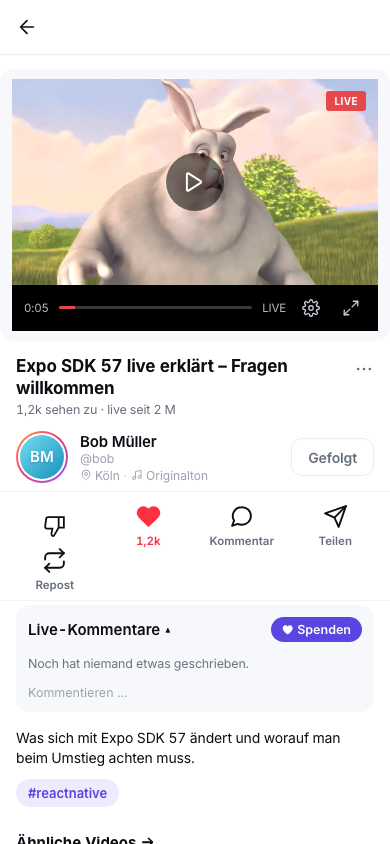 LIVE
0:05
LIVE
Expo SDK 57 live erklärt – Fragen
willkommen
1,2k sehen zu · live seit 2 M
BM
Bob Müller
@bob
Köln · Originalton
Gefolgt
1,2k
Kommentar
Teilen
Repost
Live-Kommentare ▲
Spenden
Noch hat niemand etwas geschrieben.
Kommentieren ...
Was sich mit Expo SDK 57 ändert und worauf man
beim Umstieg achten muss.
#reactnative
Ähnliche Videos →